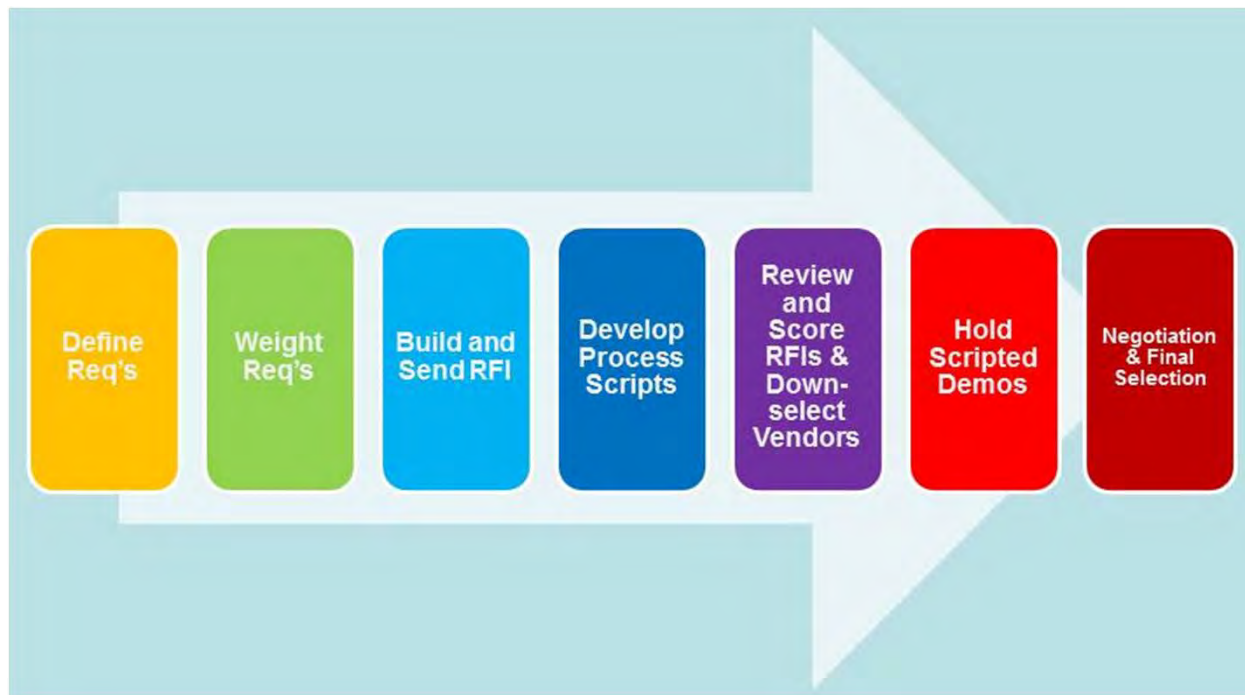 Define
Req's
Weight
Req's
Build and
Send RFI
Develop
Process
Scripts
Review
and
Score
RFIs &
Down-
select
Vendors
Hold
Scripted
Demos
Negotiation
& Final
Selection